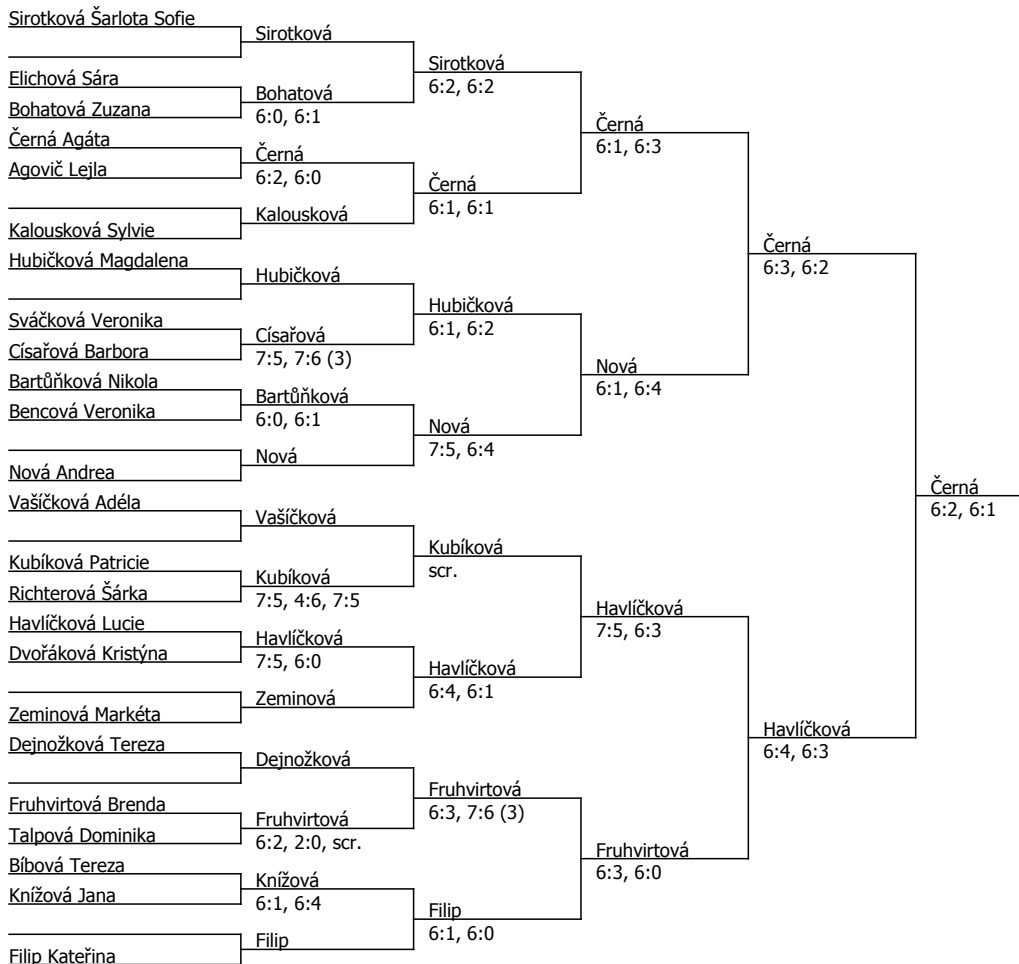 Sirotková Šarlota Sofie
Elichová Sára
Bohatová Zuzana
Černá Agáta
Agovič Lejla
Kalousková Sylvie
Hubičková Magdalena
Sváčková Veronika
Císařová Barbora
Bartůňková Nikola
Bencová Veronika
Nová Andrea
Vašíčková Adéla
Kubíková Patricie
Richterová Šárka
Havlíčková Lucie
Dvořáková Kristýna
Zeminová Markéta
Dejnožková Tereza
Fruhvirtová Brenda
Talpová Dominika
Bíbová Tereza
Knížová Jana
Filip Kateřina
Sirotková
Bohatová
6:0, 6:1
Černá
6:2, 6:0
Kalousková
Hubičková
Císařová
7:5, 7:6 (3)
Bartůňková
6:0, 6:1
Nová
Vašíčková
Kubíková
7:5, 4:6, 7:5
Havlíčková
7:5, 6:0
Zeminová
Dejnožková
Fruhvirtová
6:2, 2:0, scr.
Knížová
6:1, 6:4
Filip
Sirotková
6:2, 6:2
Černá
6:1, 6:1
Hubičková
6:1, 6:2
Nová
7:5, 6:4
Kubíková
scr.
Havlíčková
6:4, 6:1
Fruhvirtová
6:3, 7:6 (3)
Filip
6:1, 6:0
Černá
6:1, 6:3
Nová
6:1, 6:4
Havlíčková
7:5, 6:3
Fruhvirtová
6:3, 6:0
Černá
6:3, 6:2
Havlíčková
6:4, 6:3
Černá
6:2, 6:1